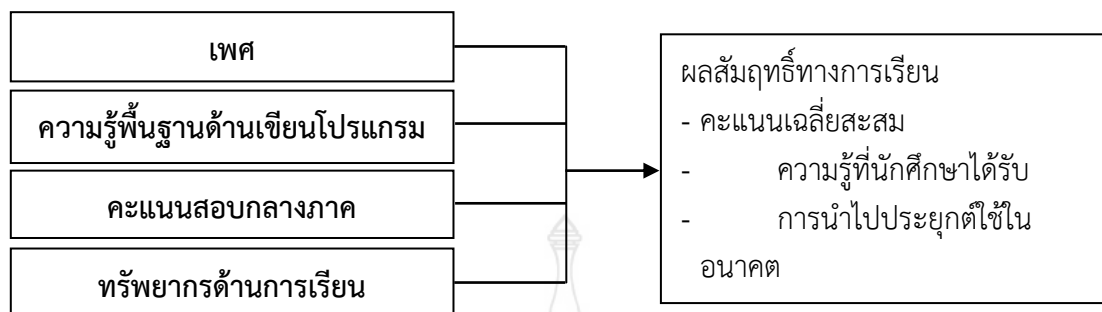 เพศ
ความรู้พื้นฐานด้านเขียนโปรแกรม
คะแนนสอบกลางภาค
ทรัพยากรด้านการเรียน
ผลสัมฤทธิ์ทางการเรียน
- คะแนนเฉลี่ยสะสม
- ความรู้ที่นักศึกษาได้รับ
- การนำไปประยุกต์ใช้ใน
อนาคต